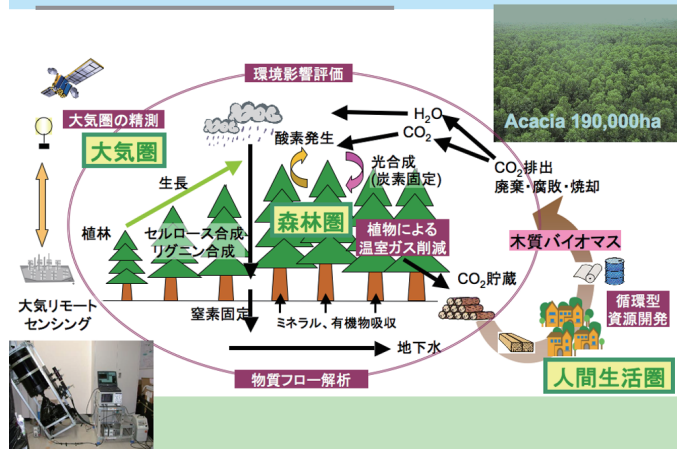 環境影響評価
Acacia 190,000ha
大気圏の精測
大気圏
H₂O
CO₂
酸素発生
光合成
(炭素固定)
CO₂排出
廃棄・腐敗・焼却
生長
植林
セルロース合成・
リグニン合成
森林圏
植物による
温室ガス削減
木質バイオマス
CO₂貯蔵
大気リモート
センシング
窒素固定
ミネラル、有機物吸収
循環型
資源開発
地下水
物質フロー解析
人間生活圏